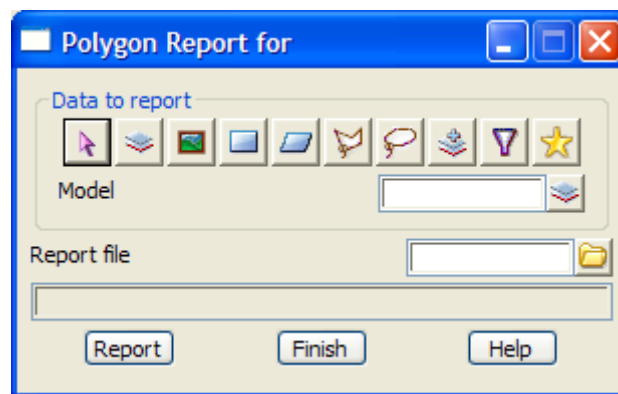 Polygon Report for
Data to report
Model
Report file
Report Finish Help